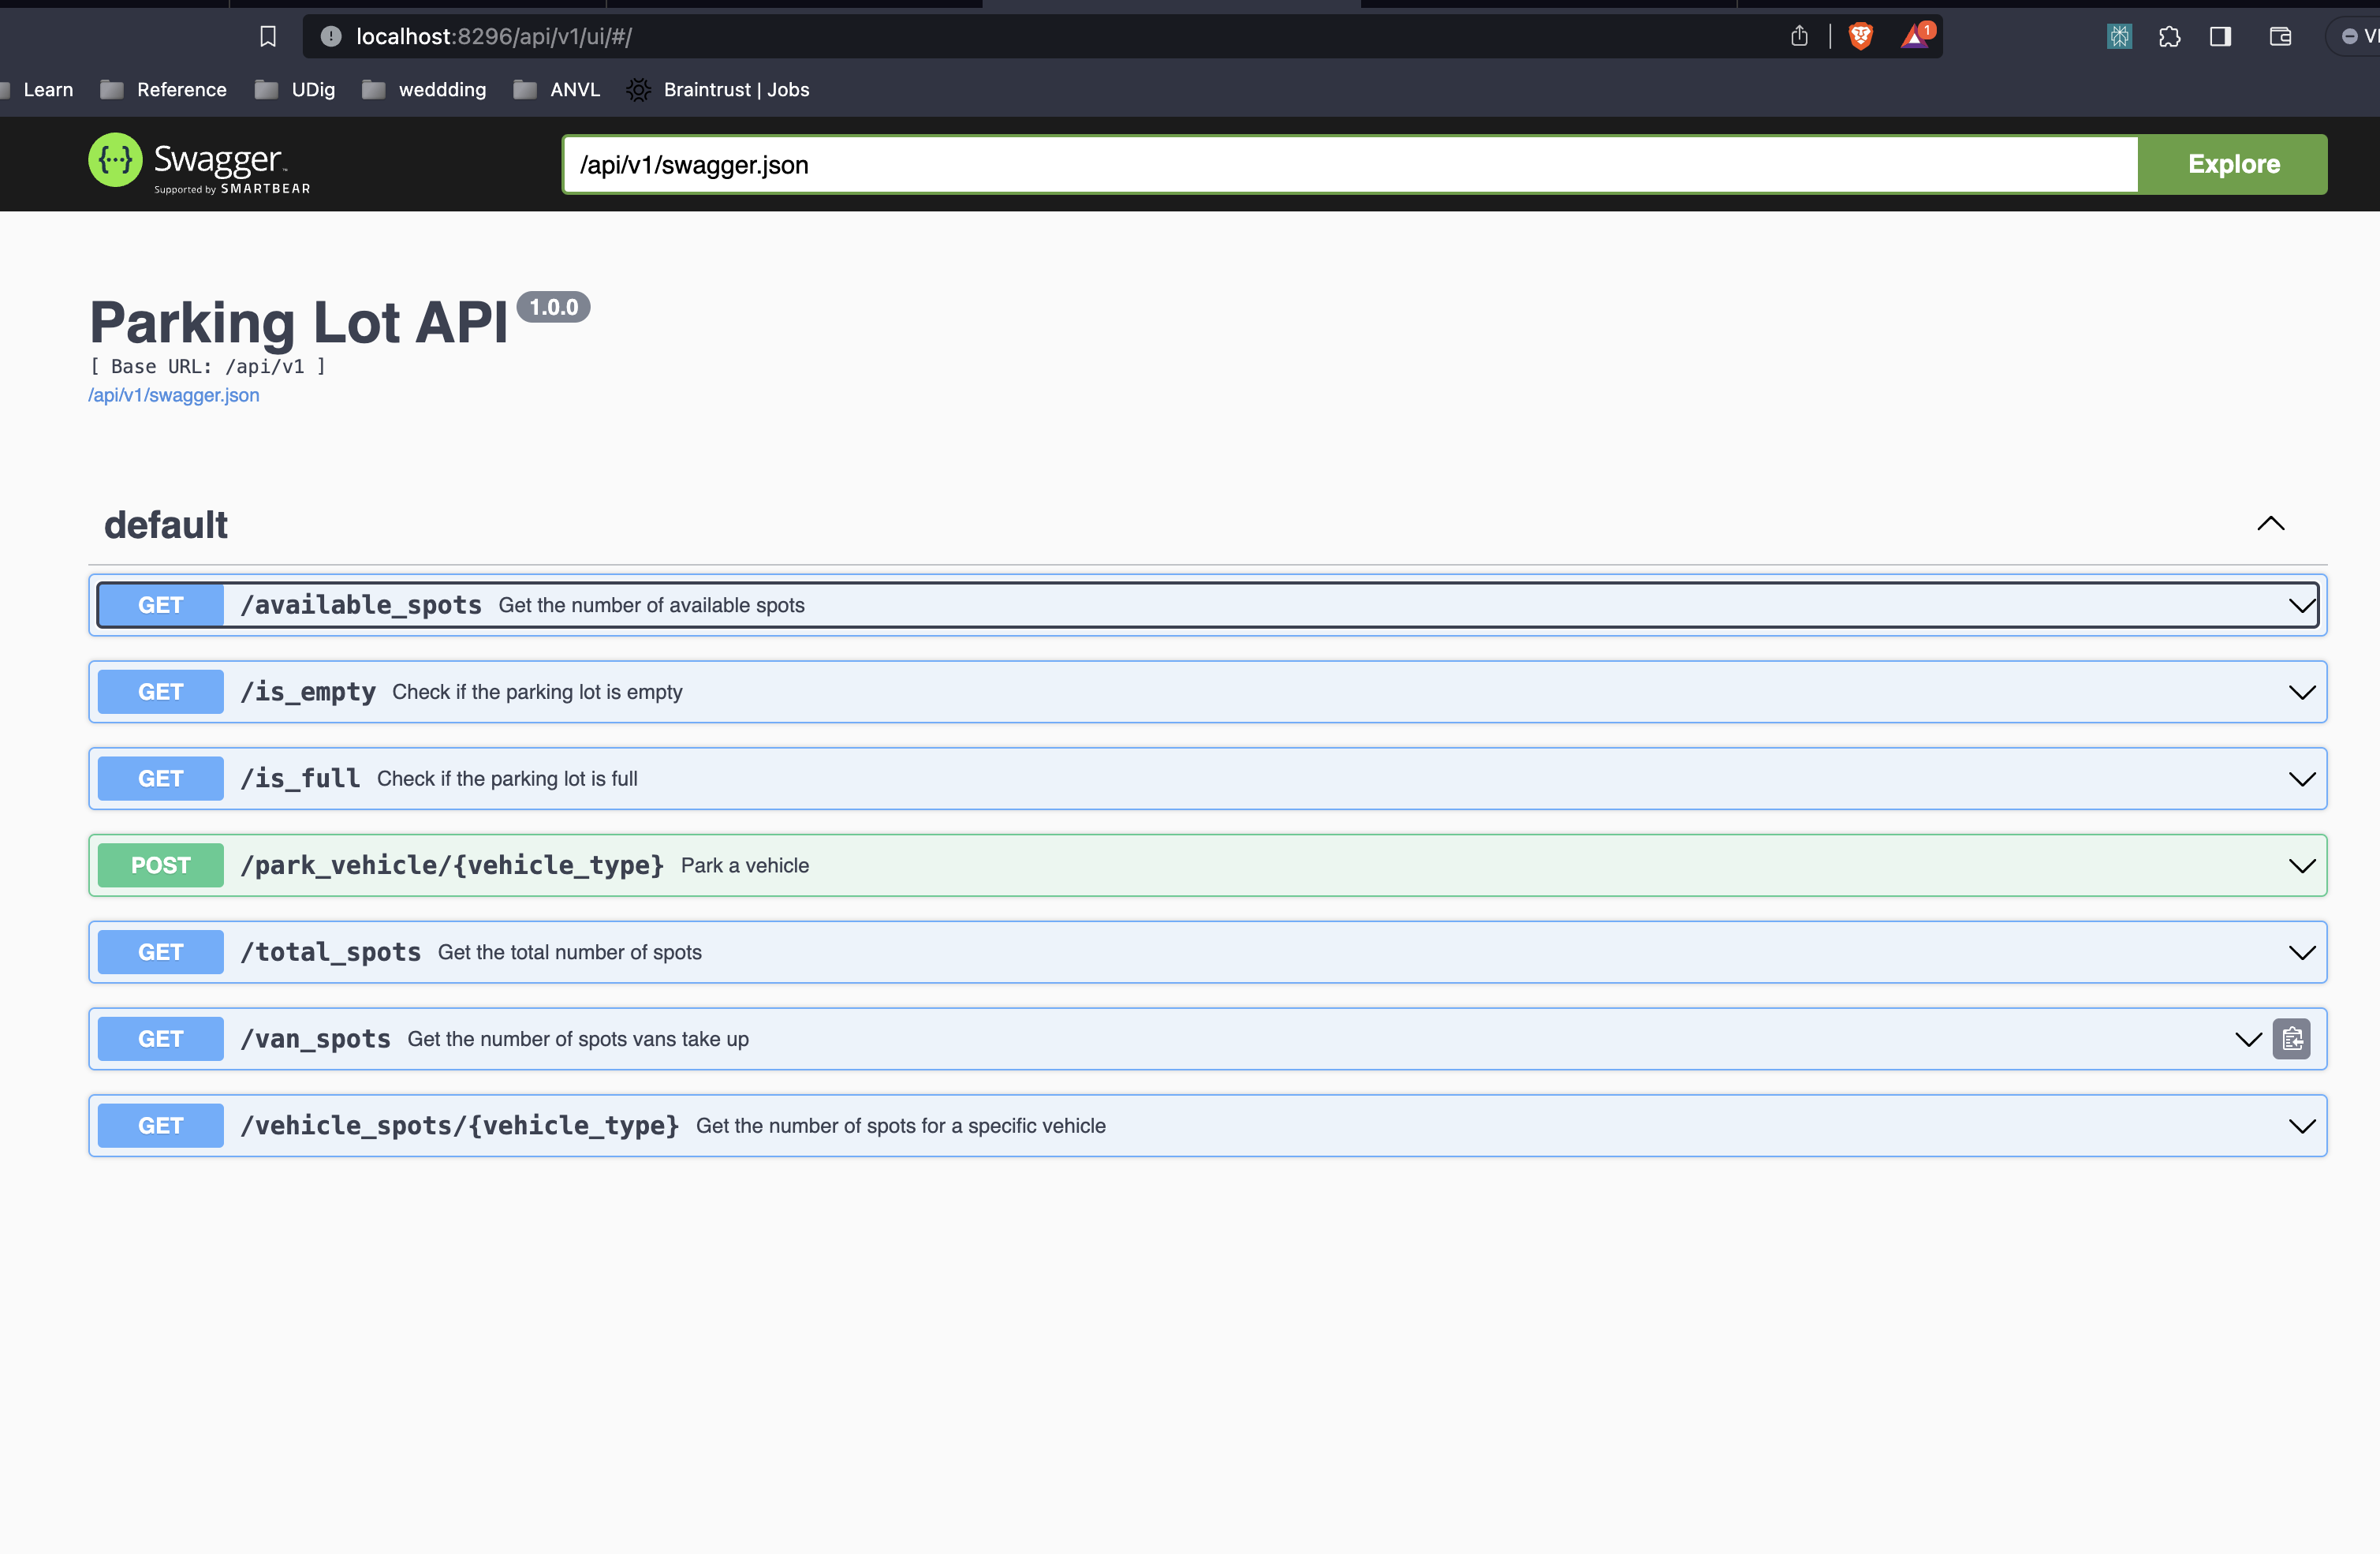 localhost:8296/api/v1/ui/#/
1
Learn Reference UDig weddding ANVL Braintrust | Jobs
Swagger™
Supported by SMARTBEAR
/api/v1/swagger.json Explore
Parking Lot API 1.0.0
[ Base URL: /api/v1 ]
/api/v1/swagger.json
default
GET /available_spots Get the number of available spots
GET /is_empty Check if the parking lot is empty
GET /is_full Check if the parking lot is full
POST /park_vehicle/{vehicle_type} Park a vehicle
GET /total_spots Get the total number of spots
GET /van_spots Get the number of spots vans take up
GET /vehicle_spots/{vehicle_type} Get the number of spots for a specific vehicle